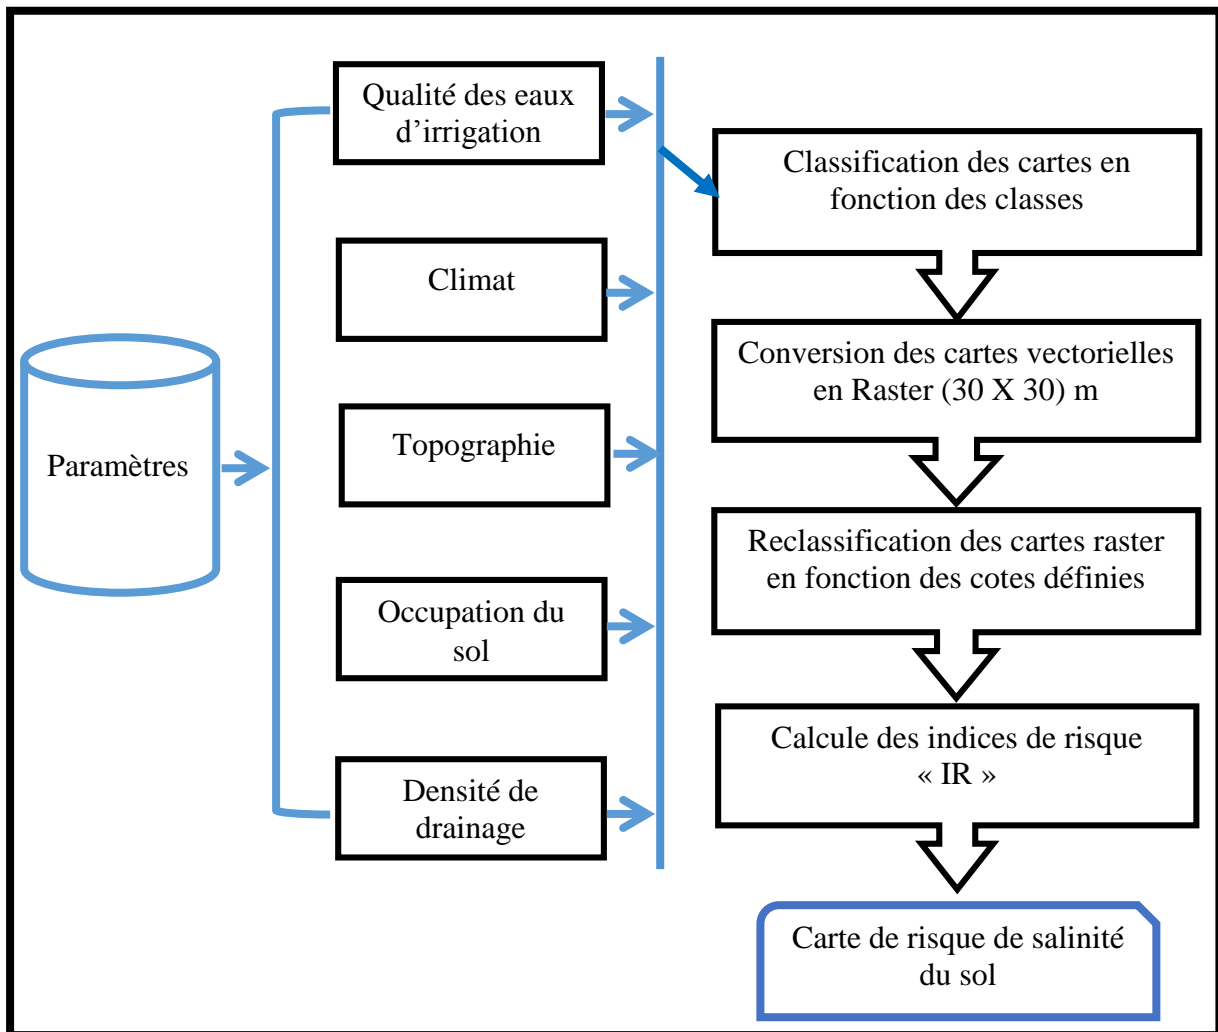 Paramètres
Qualité des eaux
d’irrigation
Climat
Topographie
Occupation du
sol
Densité de
drainage
Classification des cartes en
fonction des classes
Conversion des cartes vectorielles
en Raster (30 X 30) m
Reclassification des cartes raster
en fonction des cotes définies
Calcule des indices de risque
« IR »
Carte de risque de salinité
du sol